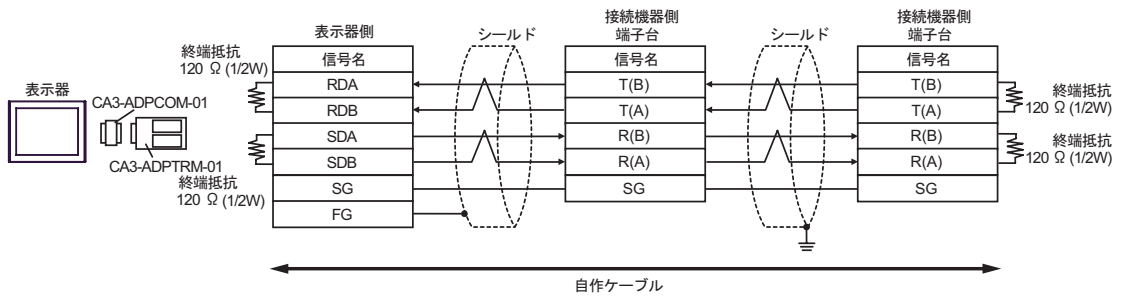 表示器
CA3-ADPCOM-01
CA3-ADPTRM-01
終端抵抗
120 Ω (1/2W)
終端抵抗
120 Ω (1/2W)
表示器側
信号名
RDA
RDB
SDA
SDB
SG
FG
シールド
接続機器側
端子台
信号名
T(B)
T(A)
R(B)
R(A)
SG
シールド
接続機器側
端子台
信号名
T(B)
T(A)
R(B)
R(A)
SG
終端抵抗
120 Ω (1/2W)
終端抵抗
120 Ω (1/2W)
自作ケーブル